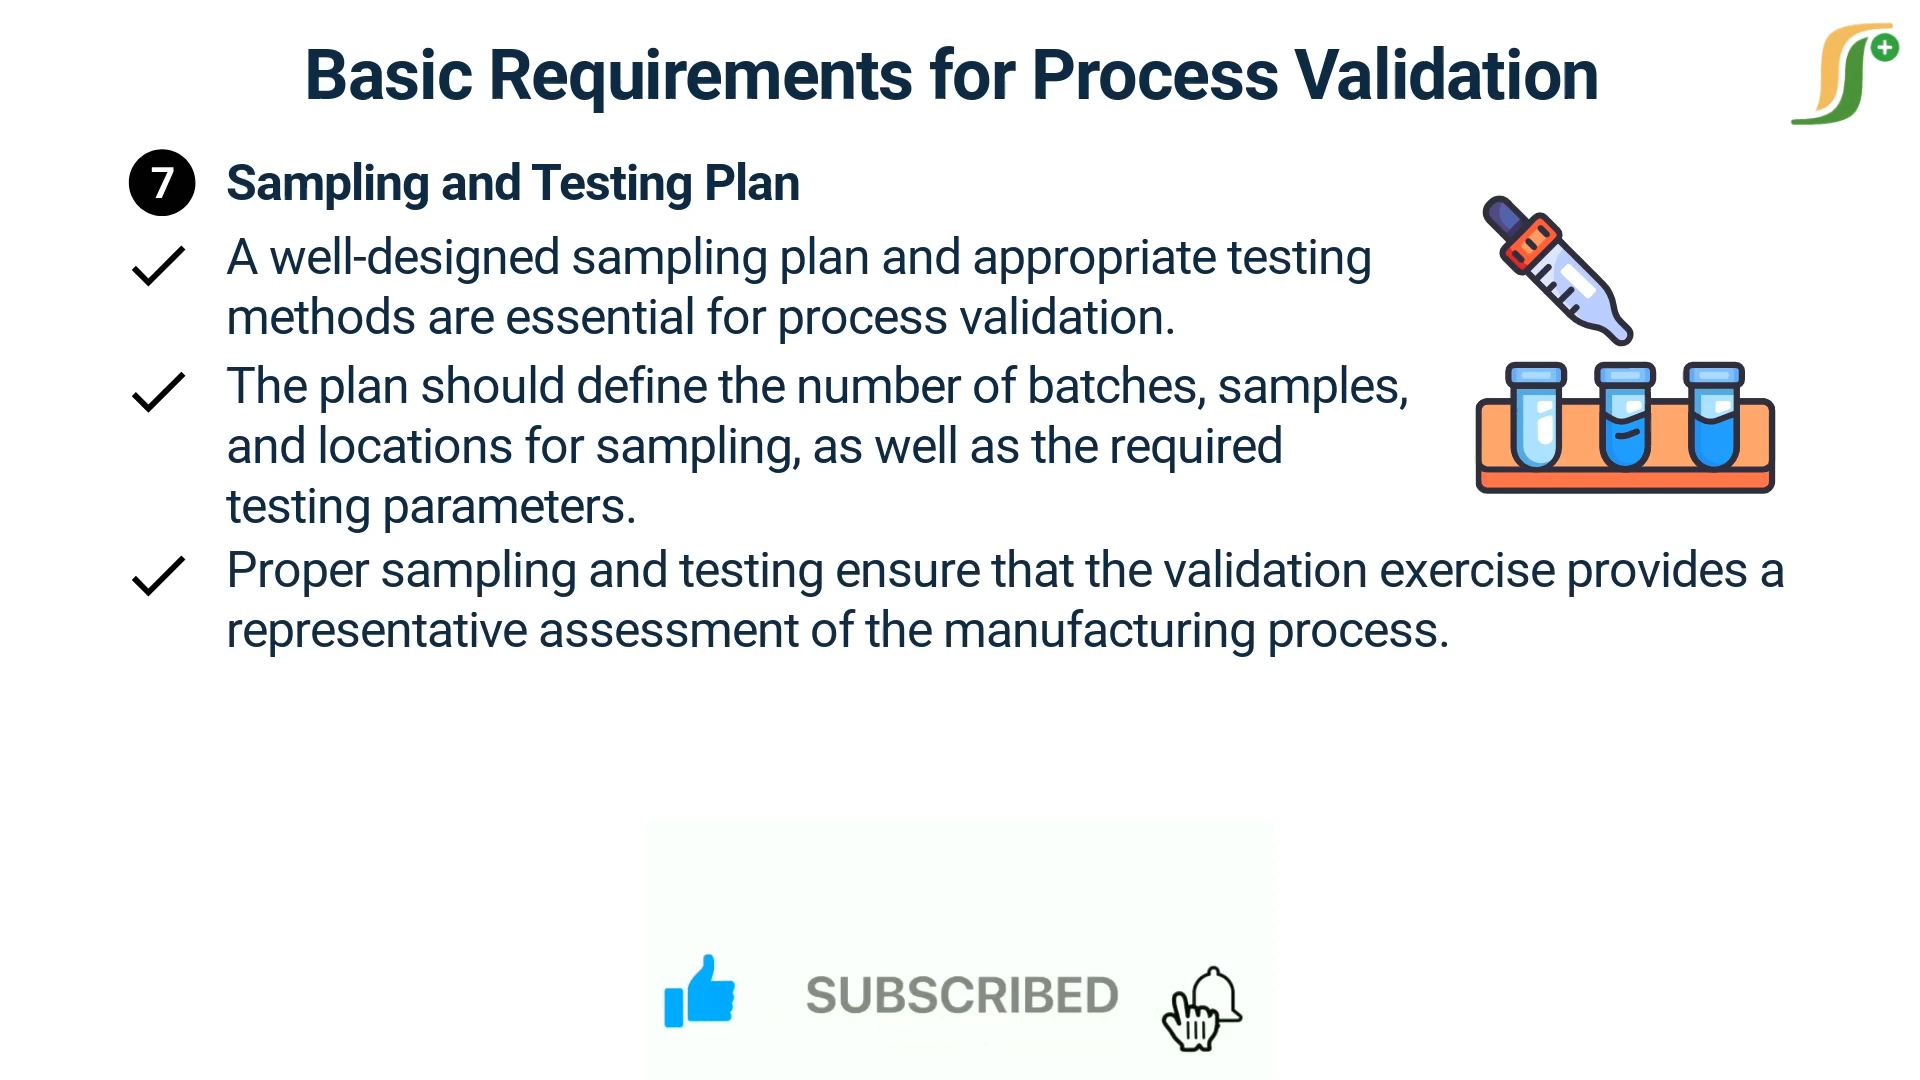 Basic Requirements for Process Validation
7 Sampling and Testing Plan
A well-designed sampling plan and appropriate testing
methods are essential for process validation.
The plan should define the number of batches, samples,
and locations for sampling, as well as the required
testing parameters.
Proper sampling and testing ensure that the validation exercise provides a
representative assessment of the manufacturing process.
SUBSCRIBED